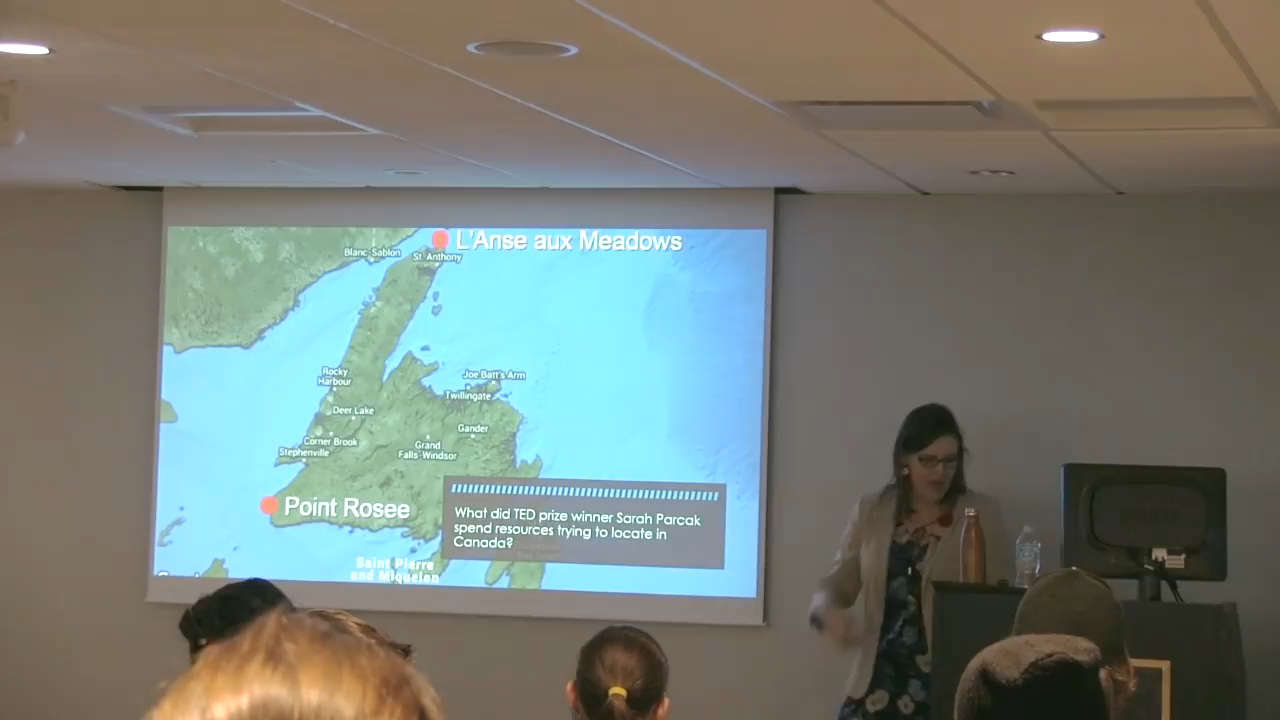 L'Anse aux Meadows
Blanc-Sablon
St. Anthony
Rocky
Harbour
Joe Batt's Arm
Twillingate
Deer Lake
Gander
Corner Brook
Grand
Falls-Windsor
Stephenville
Point Rosee
What did TED prize winner Sarah Parcak
spend resources trying to locate in
Canada?
Saint Pierre
and Miquelon